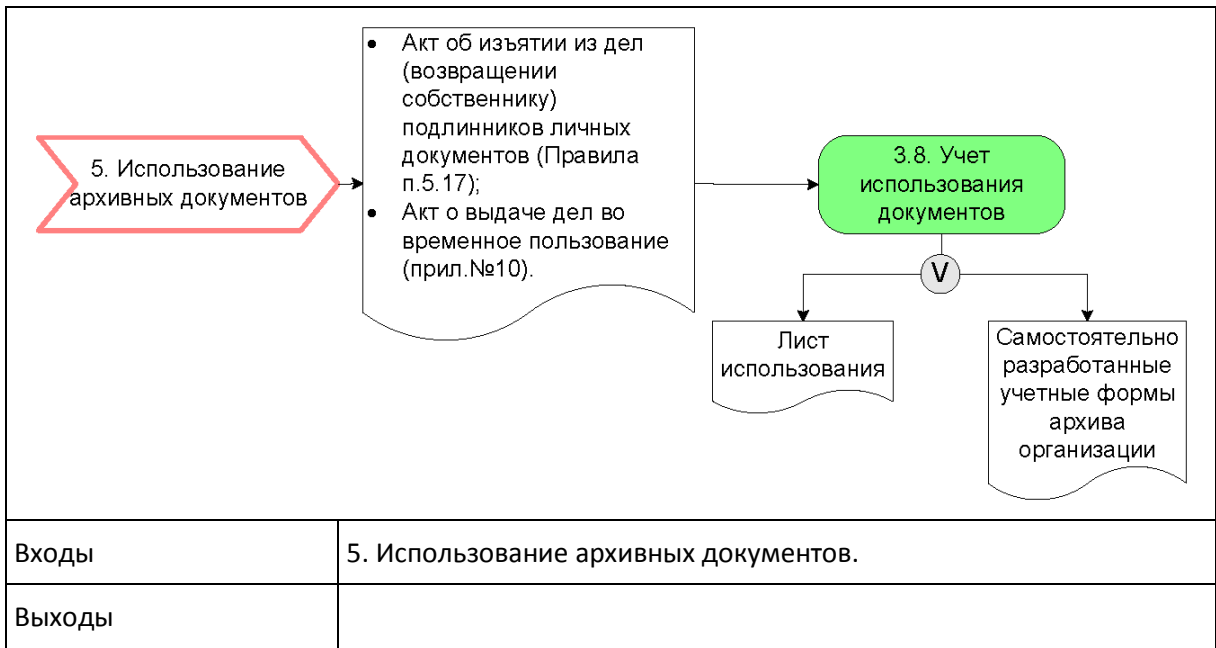 5. Использование
архивных документов
• Акт об изъятии из дел
(возвращении
собственнику)
подлинников личных
документов (Правила
п.5.17);
• Акт о выдаче дел во
временное пользование
(прил.№10).
3.8. Учет
использования
документов
V
Лист
использования
Самостоятельно
разработанные
учетные формы
архива
организации
Входы
5. Использование архивных документов.
Выходы